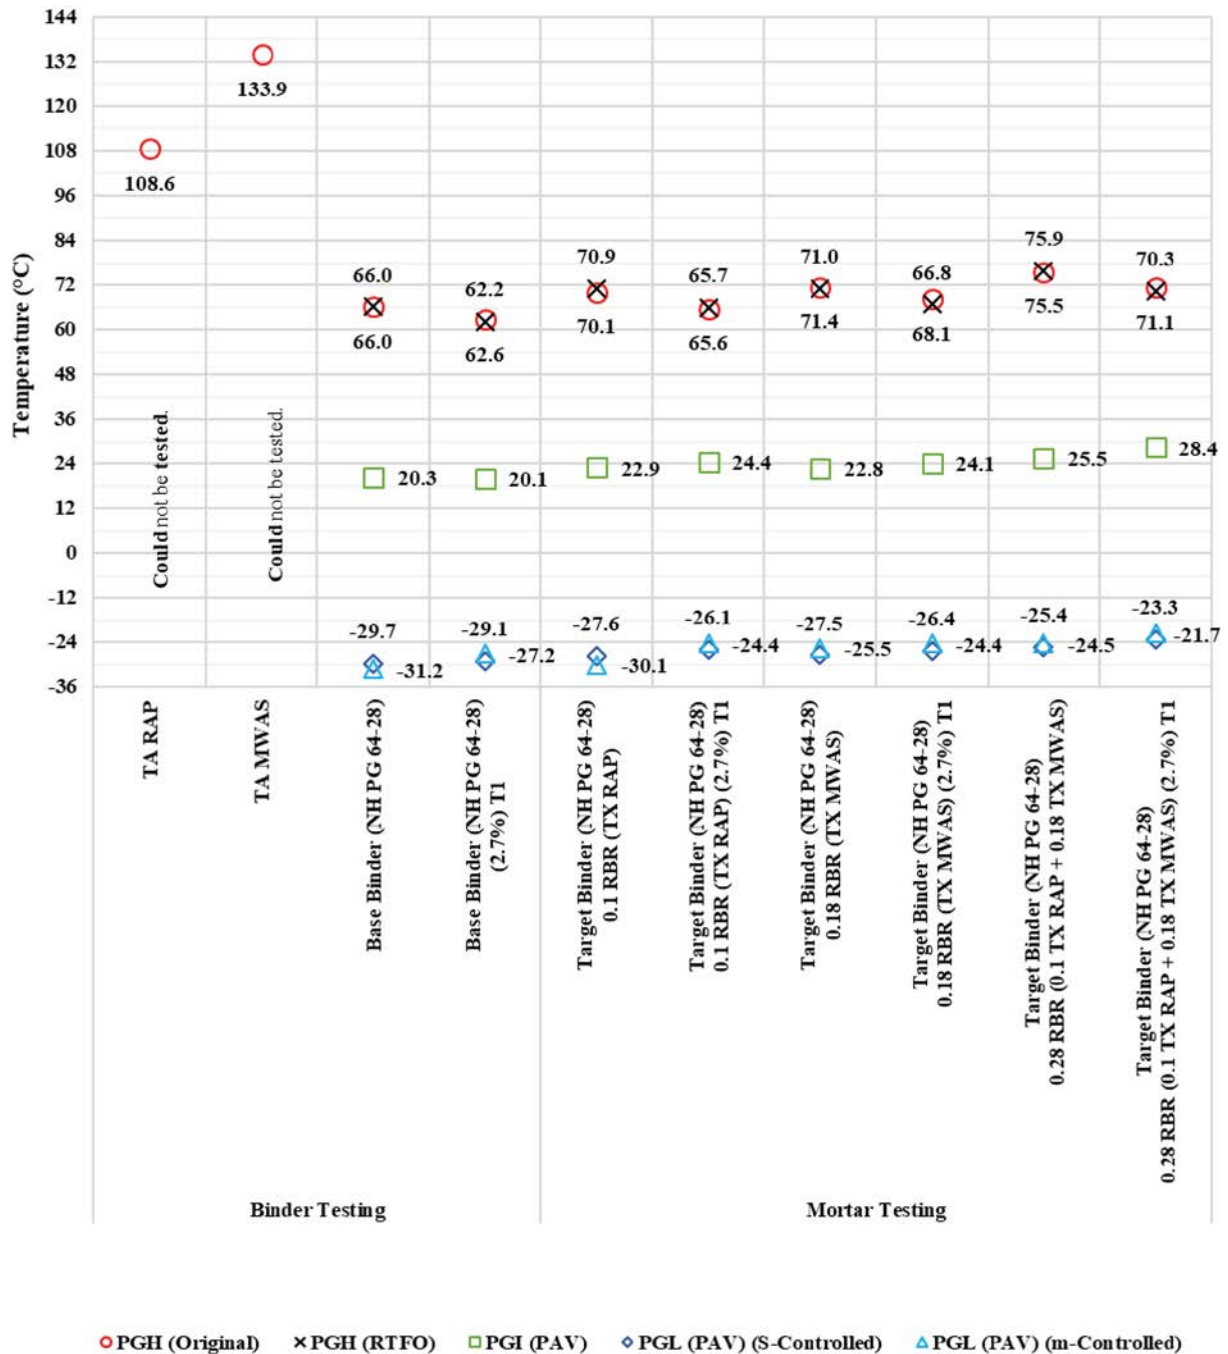 144
132
120
108
96
84
72
60
48
36
24
12
0
-12
-24
-36
Temperature (°C)
108.6
133.9
66.0
66.0
62.2
62.6
70.9
70.1
65.7
65.6
71.0
71.4
66.8
68.1
75.9
75.5
70.3
71.1
Could not be tested.
Could not be tested.
20.3
20.1
22.9
24.4
22.8
24.1
25.5
28.4
-29.7
-31.2
-29.1
-27.2
-27.6
-30.1
-26.1
-24.4
-27.5
-25.5
-26.4
-24.4
-25.4
-24.5
-23.3
-21.7
TA RAP
TA MWAS
Base Binder (NH PG 64-28)
Base Binder (NH PG 64-28)
(2.7%) T1
Target Binder (NH PG 64-28)
0.1 RBR (TX RAP)
Target Binder (NH PG 64-28)
0.1 RBR (TX RAP) (2.7%) T1
Target Binder (NH PG 64-28)
0.18 RBR (TX MWAS)
Target Binder (NH PG 64-28)
0.18 RBR (TX MWAS) (2.7%) T1
Target Binder (NH PG 64-28)
0.28 RBR (0.1 TX RAP + 0.18 TX MWAS)
Target Binder (NH PG 64-28)
0.28 RBR (0.1 TX RAP + 0.18 TX MWAS) (2.7%) T1
Binder Testing
Mortar Testing
PGH (Original)
PGH (RTFO)
PGI (PAV)
PGL (PAV) (S-Controlled)
PGL (PAV) (m-Controlled)